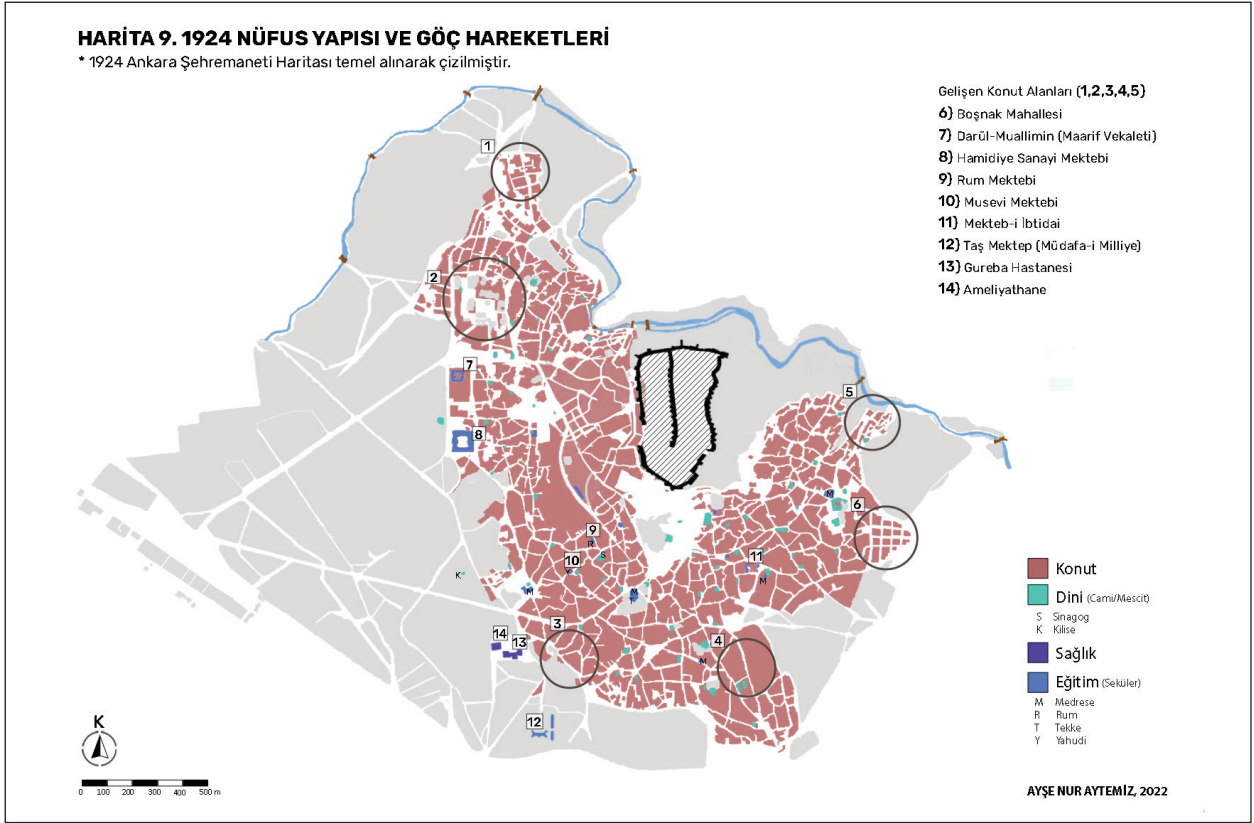 HARİTA 9. 1924 NÜFUS YAPISI VE GÖÇ HAREKETLERİ
* 1924 Ankara Şehremaneti Haritası temel alınarak çizilmiştir.
Gelişen Konut Alanları (1,2,3,4,5)
6) Boşnak Mahallesi
7) Darül-Muallimin (Maarif Vekaleti)
8) Hamidiye Sanayi Mektebi
9) Rum Mektebi
10) Musevi Mektebi
11) Mekteb-i İbtidai
12) Taş Mektep (Müdafa-i Milliye)
13) Gureba Hastanesi
14) Ameliyathane
1
2
7
5
8
6
M
9
R
S
10
Y
11
M
K
M
M
T
3
14
13
4
M
12
Konut
Dini (Cami/Mescit)
S Sinagog
K Kilise
Sağlık
Eğitim (Seküler)
M Medrese
R Rum
T Tekke
Y Yahudi
K
0 100 200 300 400 500 m
AYŞE NUR AYTEMİZ, 2022